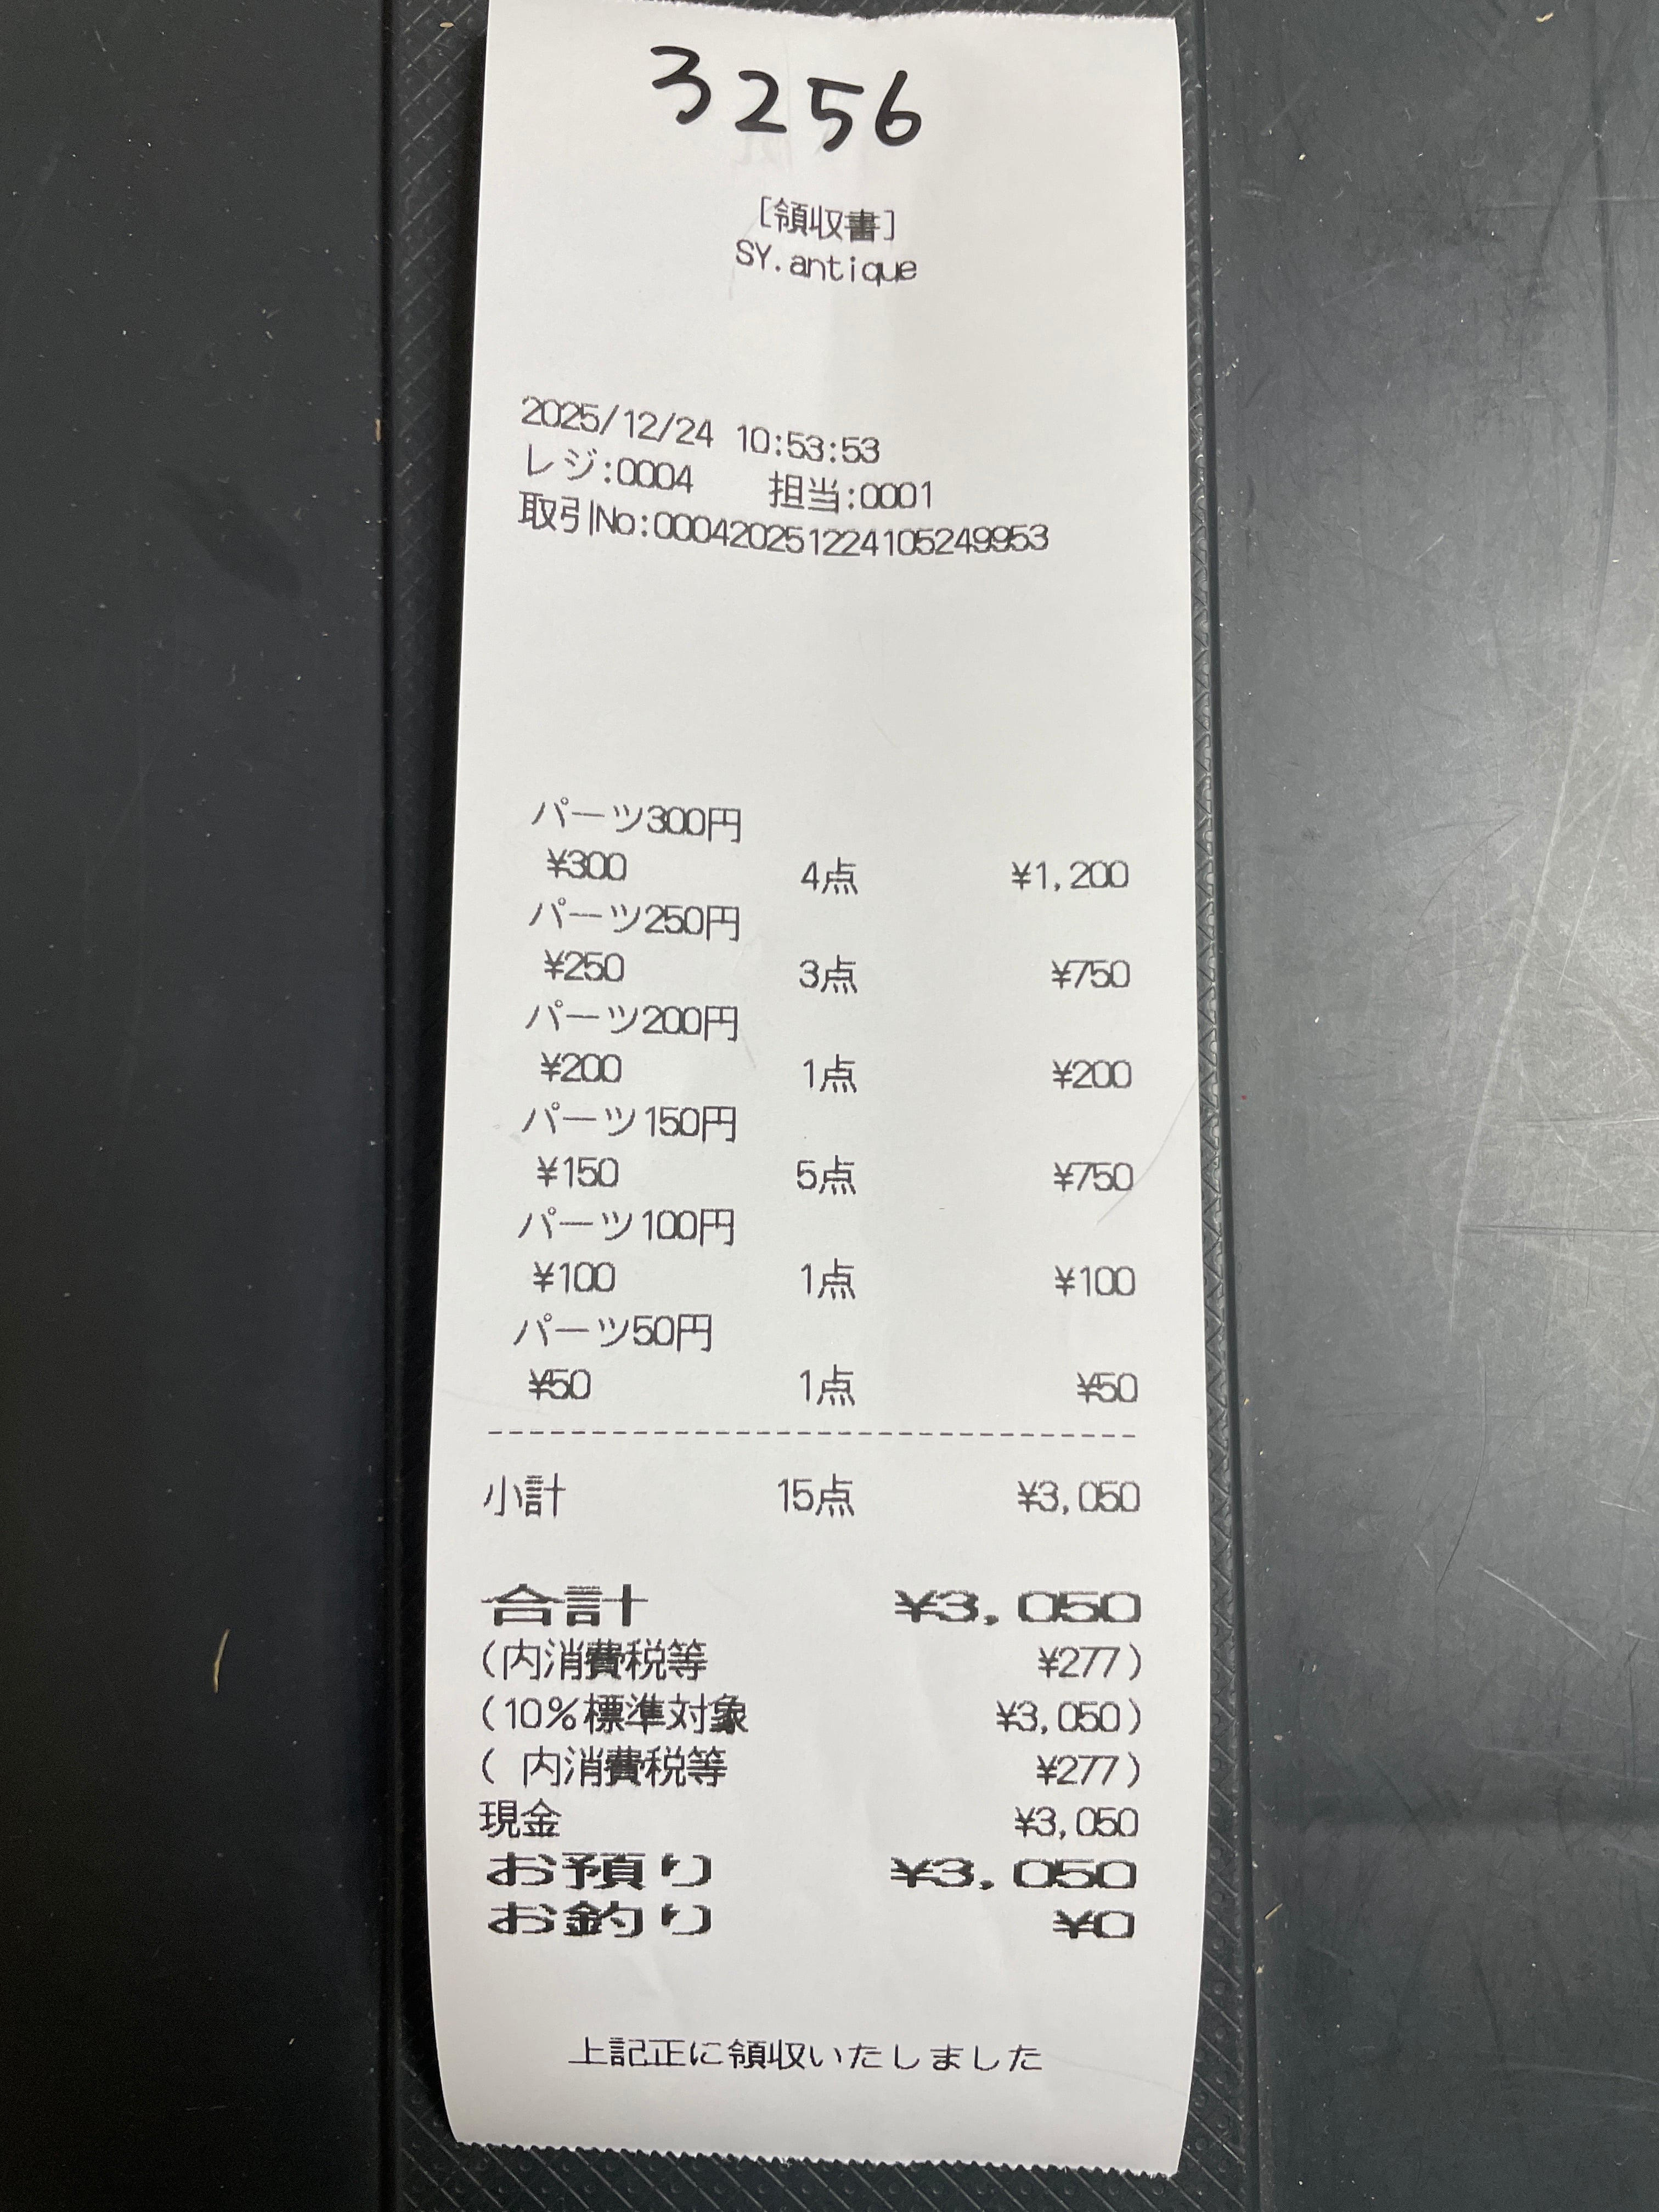 3256
[領収書]
SY.antique
2025/12/24 10:53:53
レジ:0004 担当:0001
取引No:000420251224105249953
パーツ300円
¥300 4点 ¥1,200
パーツ250円
¥250 3点 ¥750
パーツ200円
¥200 1点 ¥200
パーツ150円
¥150 5点 ¥750
パーツ100円
¥100 1点 ¥100
パーツ50円
¥50 1点 ¥50
小計 15点 ¥3,050
合計 ¥3,050
(内消費税等 ¥277)
(10%標準対象 ¥3,050)
( 内消費税等 ¥277)
現金 ¥3,050
お預り ¥3,050
お釣り ¥0
上記正に領収いたしました